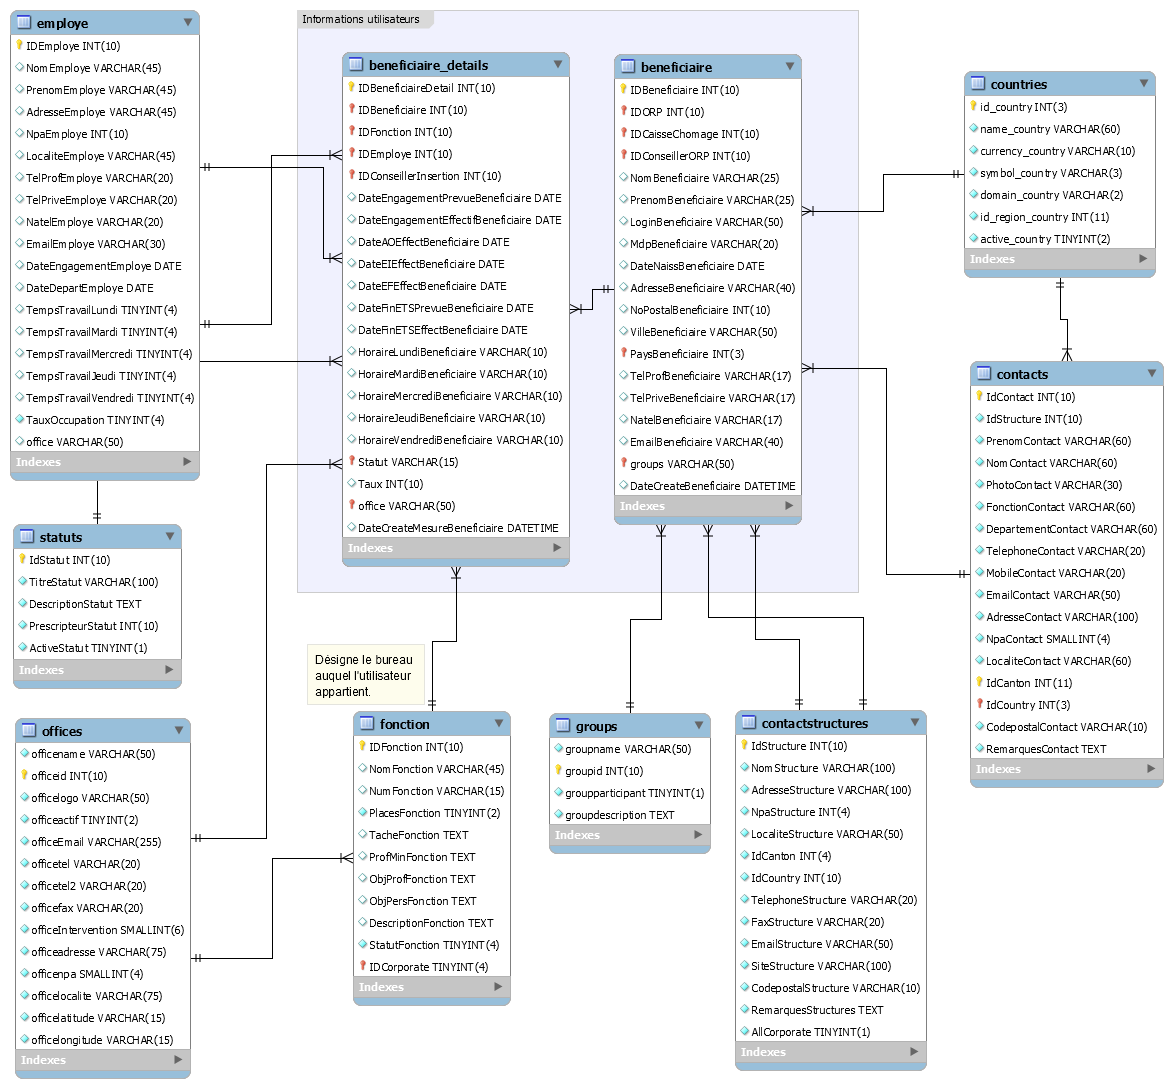 employe
IDEmploye INT(10)
NomEmploye VARCHAR(45)
PrenomEmploye VARCHAR(45)
AdresseEmploye VARCHAR(45)
NpaEmploye INT(10)
LocaliteEmploye VARCHAR(45)
TelProfEmploye VARCHAR(20)
TelPriveEmploye VARCHAR(20)
NatelEmploye VARCHAR(20)
EmailEmploye VARCHAR(30)
DateEngagementEmploye DATE
DateDepartEmploye DATE
TempsTravailLundi TINYINT(4)
TempsTravailMardi TINYINT(4)
TempsTravailMercredi TINYINT(4)
TempsTravailJeudi TINYINT(4)
TempsTravailVendredi TINYINT(4)
TauxOccupation TINYINT(4)
office VARCHAR(50)
Indexes
statuts
IdStatut INT(10)
TitreStatut VARCHAR(100)
DescriptionStatut TEXT
PrescripteurStatut INT(10)
ActiveStatut TINYINT(1)
Indexes
offices
officename VARCHAR(50)
officeid INT(10)
officelogo VARCHAR(50)
officeactif TINYINT(2)
officeEmail VARCHAR(255)
officetel VARCHAR(20)
officetel2 VARCHAR(20)
officefax VARCHAR(20)
officeIntervention SMALLINT(6)
officeadresse VARCHAR(75)
officenpa SMALLINT(4)
officelocalite VARCHAR(75)
officelatitude VARCHAR(15)
officelongitude VARCHAR(15)
Indexes
Informations utilisateurs
beneficiaire_details
IDBeneficiaireDetail INT(10)
IDBeneficiaire INT(10)
IDFonction INT(10)
IDEmploye INT(10)
IDConseillerInsertion INT(10)
DateEngagementPrevueBeneficiaire DATE
DateEngagementEffectifBeneficiaire DATE
DateAOEffectBeneficiaire DATE
DateEIEffectBeneficiaire DATE
DateEFEffectBeneficiaire DATE
DateFinETSPrevueBeneficiaire DATE
DateFinETSEffectBeneficiaire DATE
HoraireLundiBeneficiaire VARCHAR(10)
HoraireMardiBeneficiaire VARCHAR(10)
HoraireMercrediBeneficiaire VARCHAR(10)
HoraireJeudiBeneficiaire VARCHAR(10)
HoraireVendrediBeneficiaire VARCHAR(10)
Statut VARCHAR(15)
Taux INT(10)
office VARCHAR(50)
DateCreateMesureBeneficiaire DATETIME
Indexes
beneficiaire
IDBeneficiaire INT(10)
IDORP INT(10)
IDCaisseChomage INT(10)
IDConseillerORP INT(10)
NomBeneficiaire VARCHAR(25)
PrenomBeneficiaire VARCHAR(25)
LoginBeneficiaire VARCHAR(50)
MdpBeneficiaire VARCHAR(20)
DateNaissBeneficiaire DATE
AdresseBeneficiaire VARCHAR(40)
NoPostalBeneficiaire INT(10)
VilleBeneficiaire VARCHAR(50)
PaysBeneficiaire INT(3)
TelProfBeneficiaire VARCHAR(17)
TelPriveBeneficiaire VARCHAR(17)
NatelBeneficiaire VARCHAR(17)
EmailBeneficiaire VARCHAR(40)
groups VARCHAR(50)
DateCreateBeneficiaire DATETIME
Indexes
Désigne le bureau
auquel l'utilisateur
appartient.
fonction
IDFonction INT(10)
NomFonction VARCHAR(45)
NumFonction VARCHAR(15)
PlacesFonction TINYINT(2)
TacheFonction TEXT
ProfMinFonction TEXT
ObjProfFonction TEXT
ObjPersFonction TEXT
DescriptionFonction TEXT
StatutFonction TINYINT(4)
IDCorporate TINYINT(4)
Indexes
groups
groupname VARCHAR(50)
groupid INT(10)
groupparticipant TINYINT(1)
groupdescription TEXT
Indexes
contactstructures
IdStructure INT(10)
NomStructure VARCHAR(100)
AdresseStructure VARCHAR(100)
NpaStructure INT(4)
LocaliteStructure VARCHAR(50)
IdCanton INT(4)
IdCountry INT(10)
TelephoneStructure VARCHAR(20)
FaxStructure VARCHAR(20)
EmailStructure VARCHAR(50)
SiteStructure VARCHAR(100)
CodepostalStructure VARCHAR(10)
RemarquesStructures TEXT
AllCorporate TINYINT(1)
Indexes
countries
id_country INT(3)
name_country VARCHAR(60)
currency_country VARCHAR(10)
symbol_country VARCHAR(3)
domain_country VARCHAR(2)
id_region_country INT(11)
active_country TINYINT(2)
Indexes
contacts
IdContact INT(10)
IdStructure INT(10)
PrenomContact VARCHAR(60)
NomContact VARCHAR(60)
PhotoContact VARCHAR(30)
FonctionContact VARCHAR(60)
DepartementContact VARCHAR(60)
TelephoneContact VARCHAR(20)
MobileContact VARCHAR(20)
EmailContact VARCHAR(50)
AdresseContact VARCHAR(100)
NpaContact SMALLINT(4)
LocaliteContact VARCHAR(60)
IdCanton INT(11)
IdCountry INT(3)
CodepostalContact VARCHAR(10)
RemarquesContact TEXT
Indexes